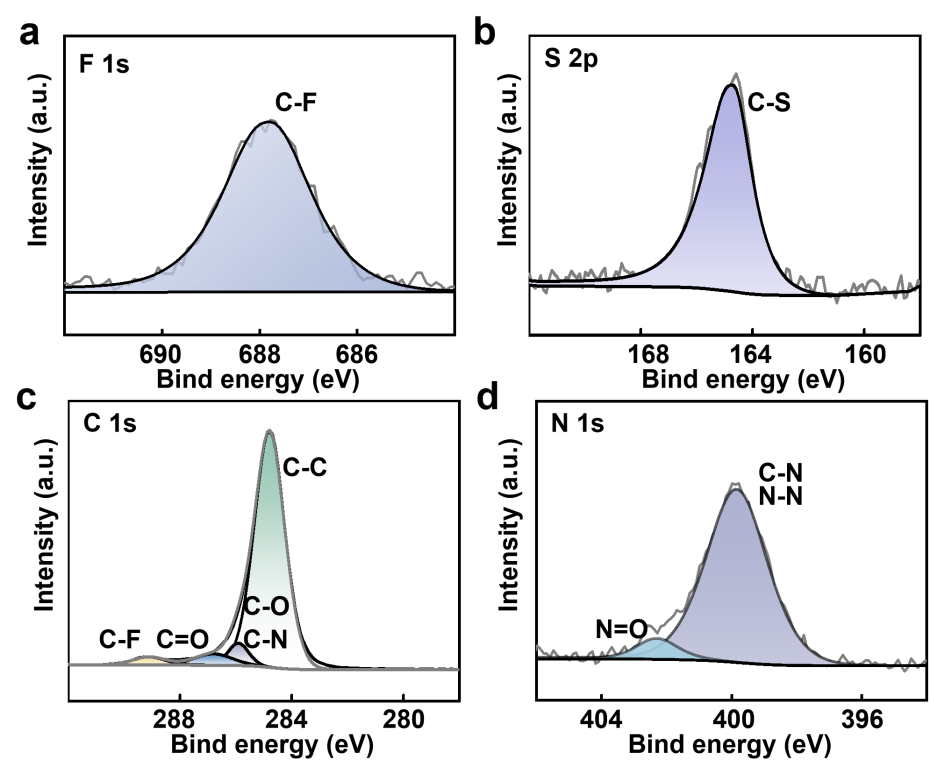 a
F 1s
C-F
Intensity (a.u.)
690 688 686
Bind energy (eV)
b
S 2p
C-S
Intensity (a.u.)
168 164 160
Bind energy (eV)
c
C 1s
C-C
C-O
C-F C=O C-N
Intensity (a.u.)
288 284 280
Bind energy (eV)
d
N 1s
C-N
N-N
N=O
Intensity (a.u.)
404 400 396
Bind energy (eV)